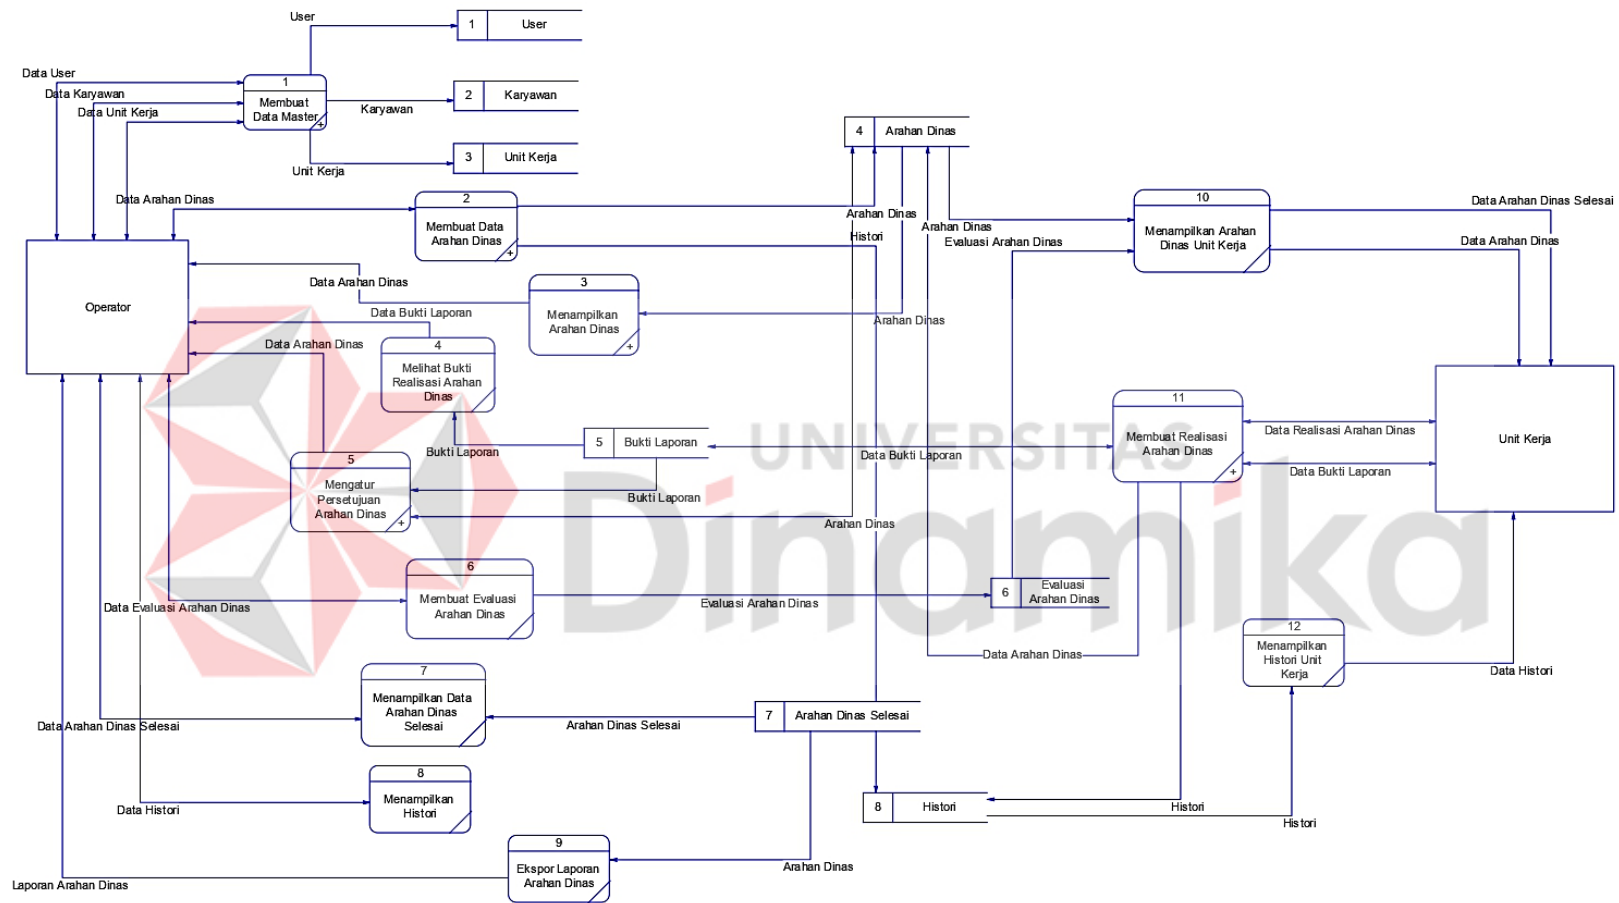 User
1
User
Data User
1
Membuat
Data Master
+
Data Karyawan
Data Unit Kerja
Karyawan
2
Karyawan
Unit Kerja
3
Unit Kerja
4
Arahan Dinas
Data Arahan Dinas
2
Membuat Data
Arahan Dinas
+
Arahan Dinas
Histori
Arahan Dinas
Evaluasi Arahan Dinas
10
Menampilkan Arahan
Dinas Unit Kerja
Data Arahan Dinas Selesai
Data Arahan Dinas
Operator
Data Arahan Dinas
3
Menampilkan
Arahan Dinas
+
Arahan Dinas
Data Bukti Laporan
Data Arahan Dinas
4
Melihat Bukti
Realisasi Arahan
Dinas
Bukti Laporan
5
Bukti Laporan
Bukti Laporan
Data Bukti Laporan
11
Membuat Realisasi
Arahan Dinas
+
Data Realisasi Arahan Dinas
Data Bukti Laporan
Unit Kerja
UNIVERSITAS
Dinamika
5
Mengatur
Persetujuan
Arahan Dinas
+
Arahan Dinas
6
Membuat Evaluasi
Arahan Dinas
Data Evaluasi Arahan Dinas
Evaluasi Arahan Dinas
6
Evaluasi
Arahan Dinas
Data Arahan Dinas
12
Menampilkan
Histori Unit
Kerja
Data Histori
7
Menampilkan Data
Arahan Dinas
Selesai
Data Arahan Dinas Selesai
Arahan Dinas Selesai
7
Arahan Dinas Selesai
8
Menampilkan
Histori
Data Histori
8
Histori
Histori
Histori
9
Ekspor Laporan
Arahan Dinas
Arahan Dinas
Laporan Arahan Dinas